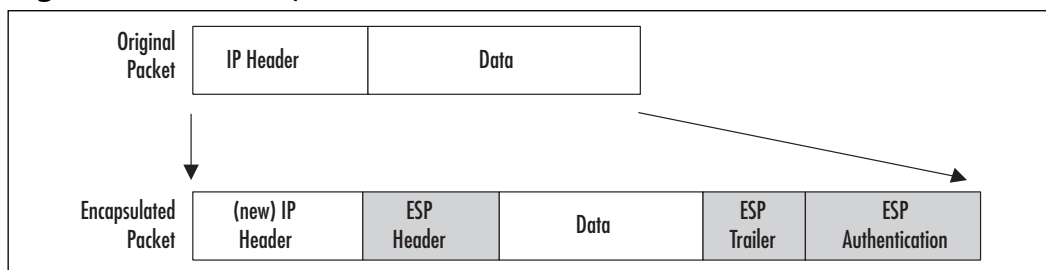 Original
Packet
IP Header
Data
Encapsulated
Packet
(new) IP
Header
ESP
Header
Data
ESP
Trailer
ESP
Authentication